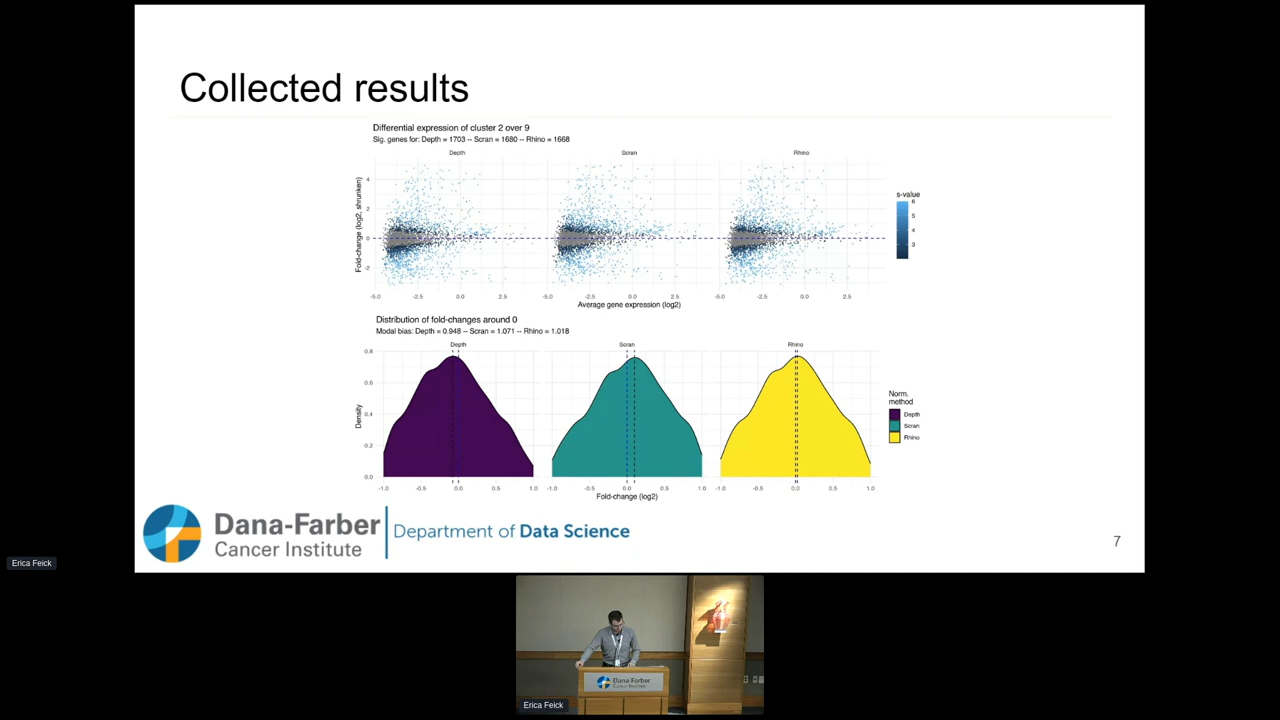 Collected results
Differential expression of cluster 2 over 9
Sig. genes for: Depth = 1703 -- Scran = 1680 -- Rhino = 1668
Depth Scran Rhino
Fold-change (log2, shrunken)
4
2
0
-2
-5.0 -2.5 0.0 2.5 -5.0 -2.5 0.0 2.5 -5.0 -2.5 0.0 2.5
Average gene expression (log2)
s-value
6
5
4
3
Distribution of fold-changes around 0
Modal bias: Depth = 0.948 -- Scran = 1.071 -- Rhino = 1.018
Depth Scran Rhino
Density
0.8
0.6
0.4
0.2
0.0
-1.0 -0.5 0.0 0.5 1.0 -1.0 -0.5 0.0 0.5 1.0 -1.0 -0.5 0.0 0.5 1.0
Fold-change (log2)
Norm.
method
Depth
Scran
Rhino
Dana-Farber
Cancer Institute
Department of Data Science
7
Erica Feick
Dana-Farber
Cancer Institute
Erica Feick